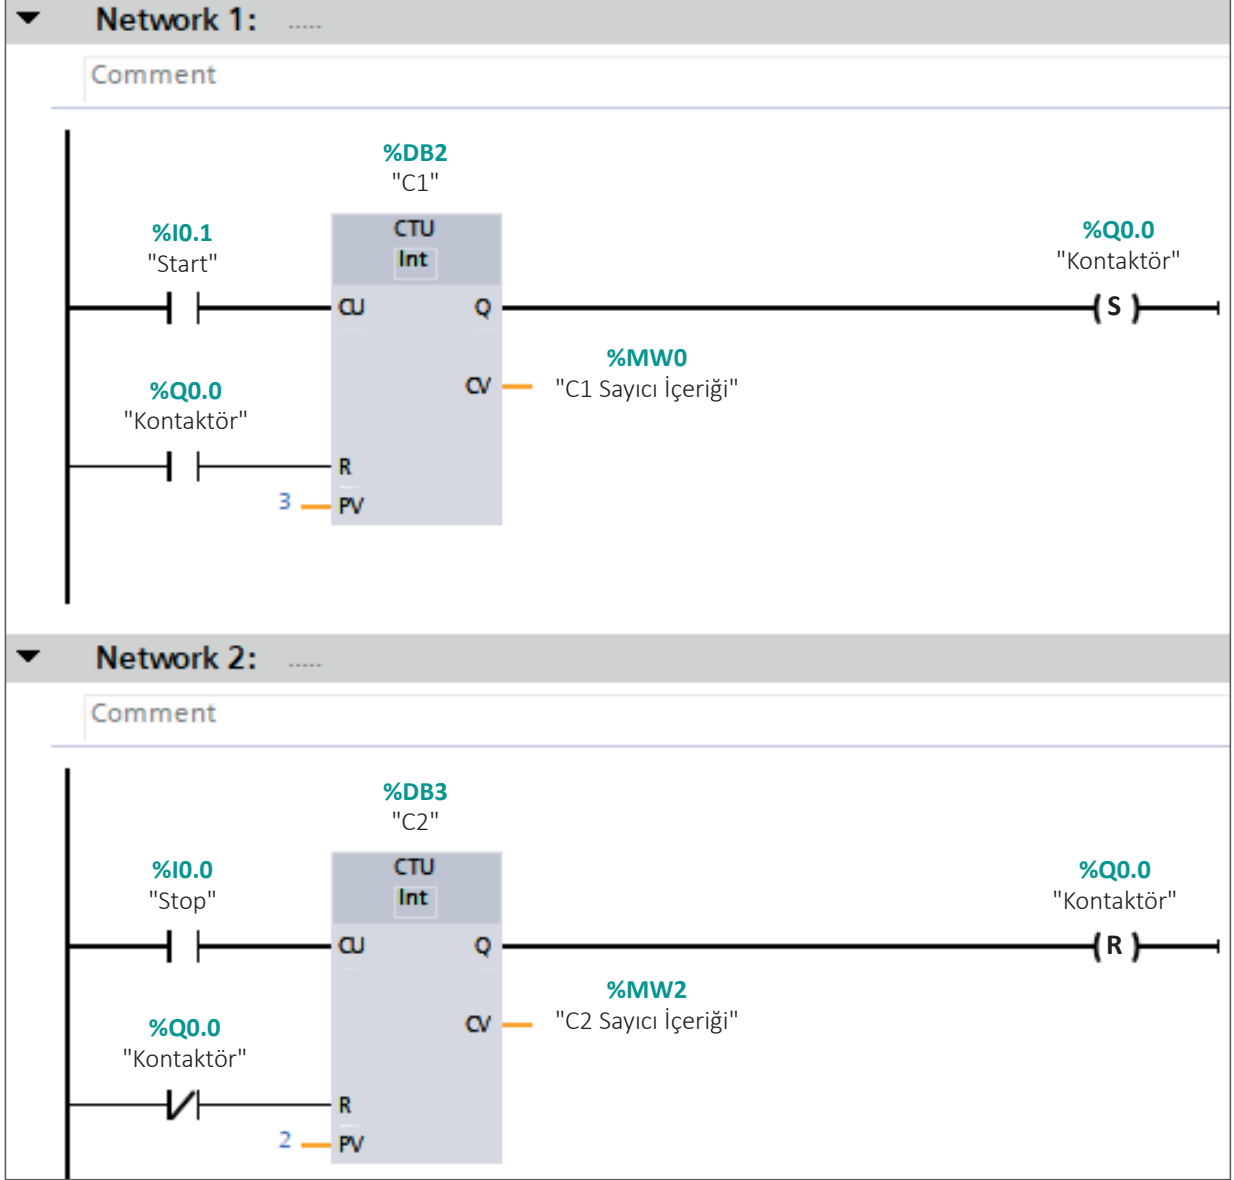 Network 1: .....
Comment
%DB2
"C1"
CTU
Int
%I0.1
"Start"
%Q0.0
"Kontaktör"
CU
Q
( S )
%MW0
"C1 Sayıcı İçeriği"
CV
%Q0.0
"Kontaktör"
R
3
PV
Network 2: .....
Comment
%DB3
"C2"
CTU
Int
%I0.0
"Stop"
%Q0.0
"Kontaktör"
CU
Q
( R )
%MW2
"C2 Sayıcı İçeriği"
CV
%Q0.0
"Kontaktör"
R
2
PV